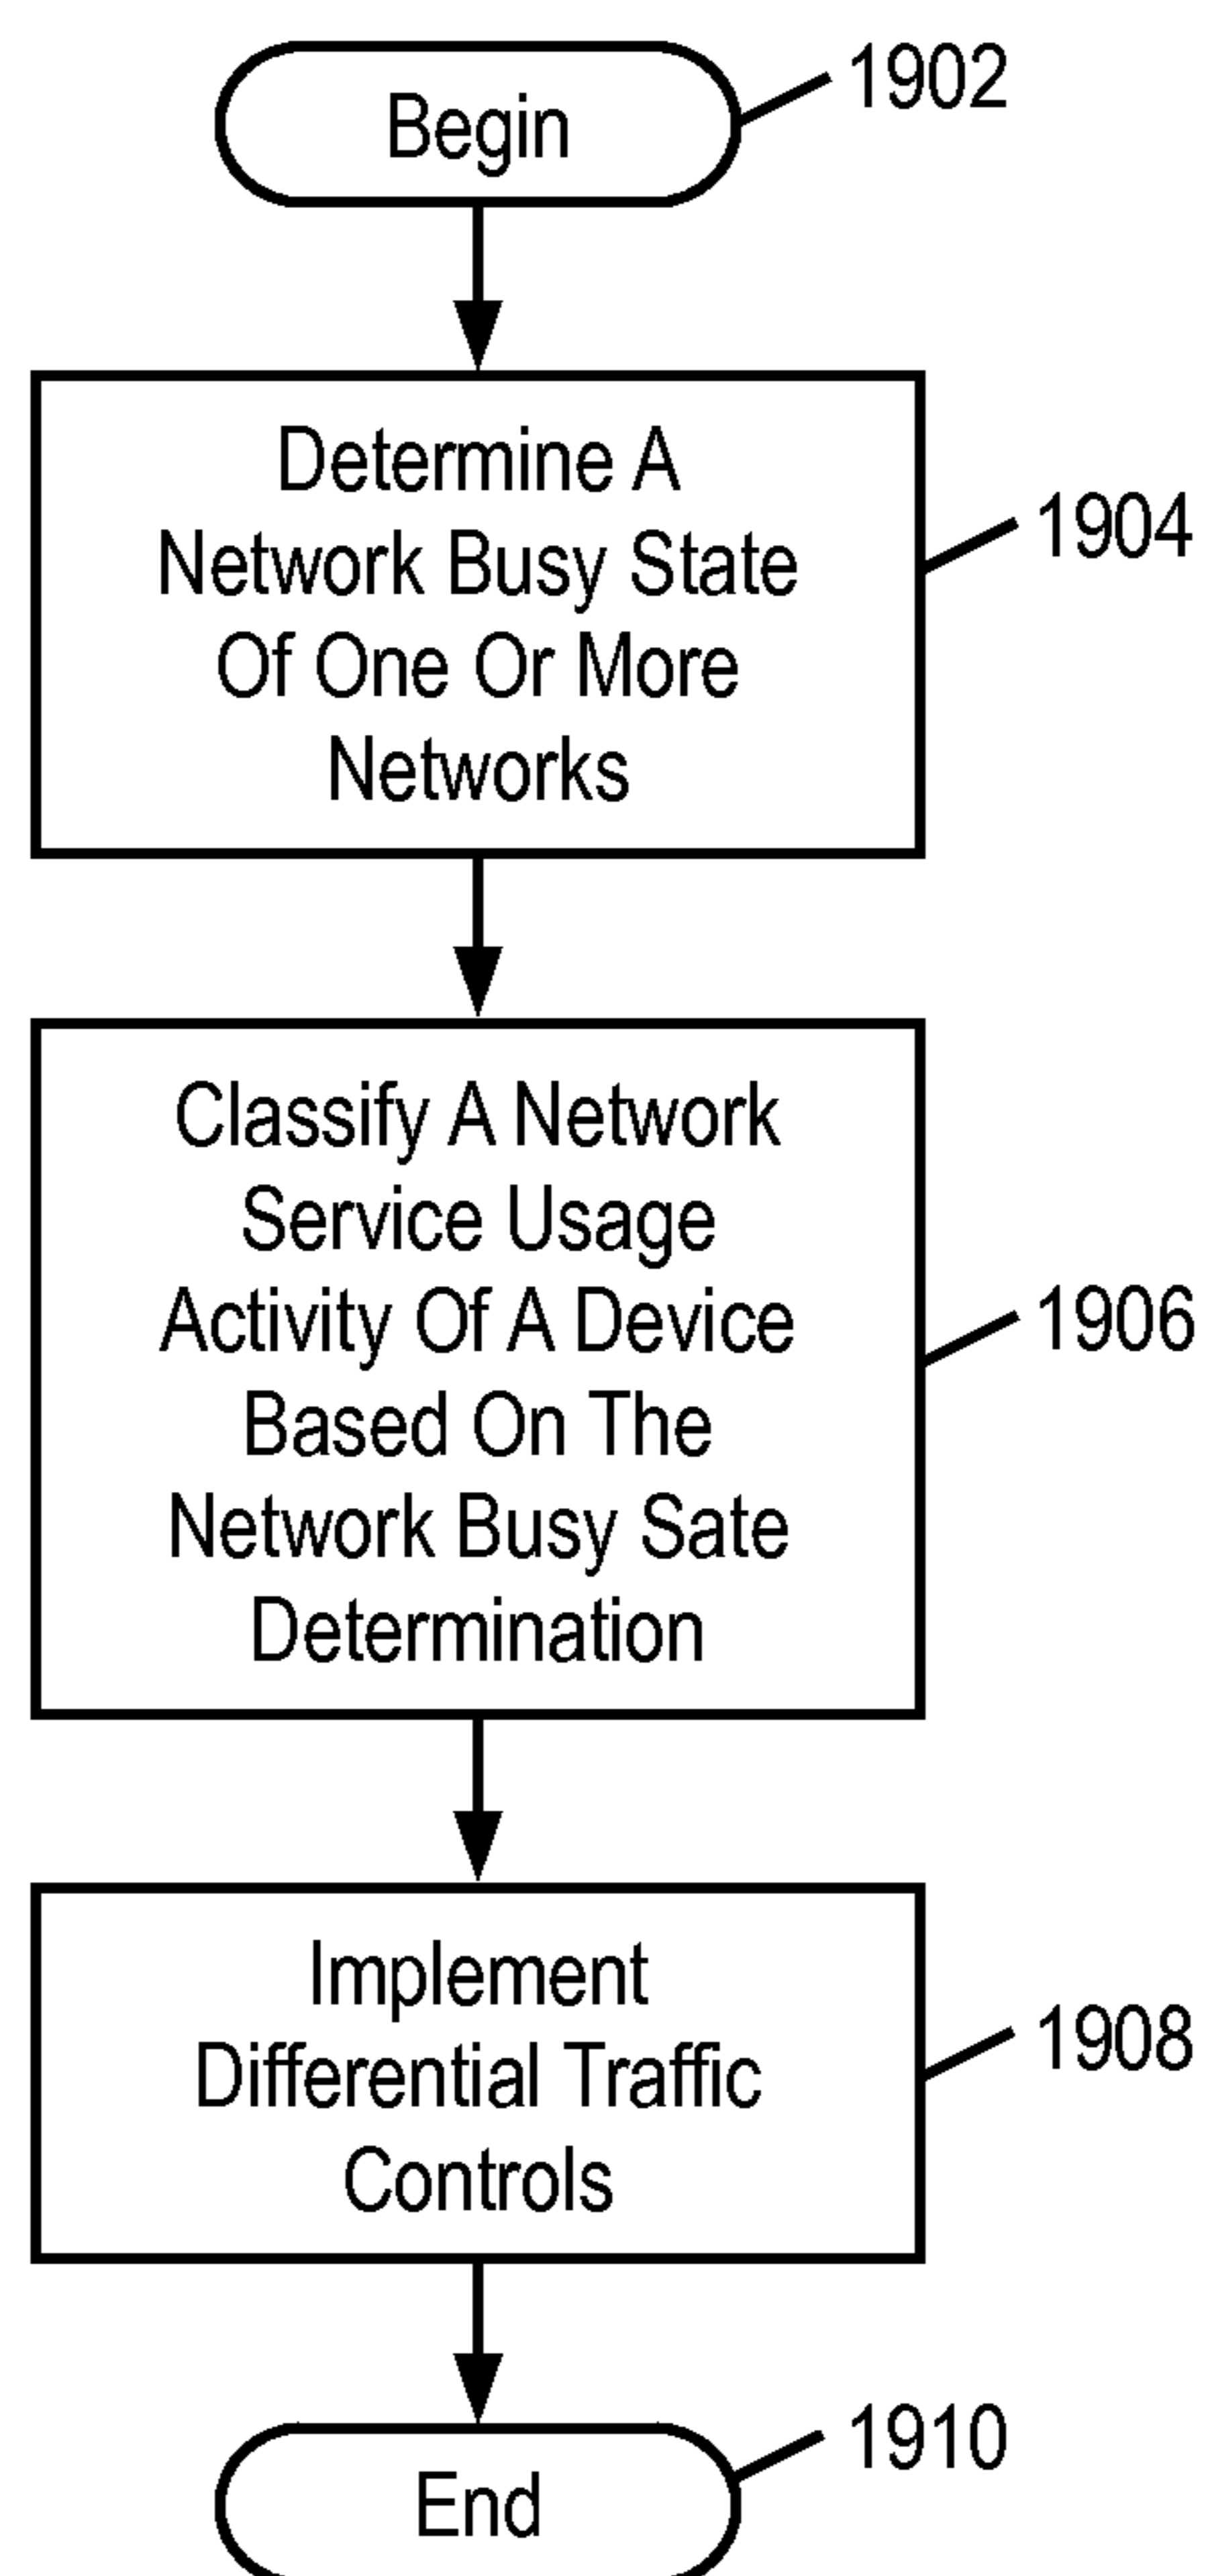 Begin
1902
Determine A
Network Busy State
Of One Or More
Networks
1904
Classify A Network
Service Usage
Activity Of A Device
Based On The
Network Busy Sate
Determination
1906
Implement
Differential Traffic
Controls
1908
End
1910